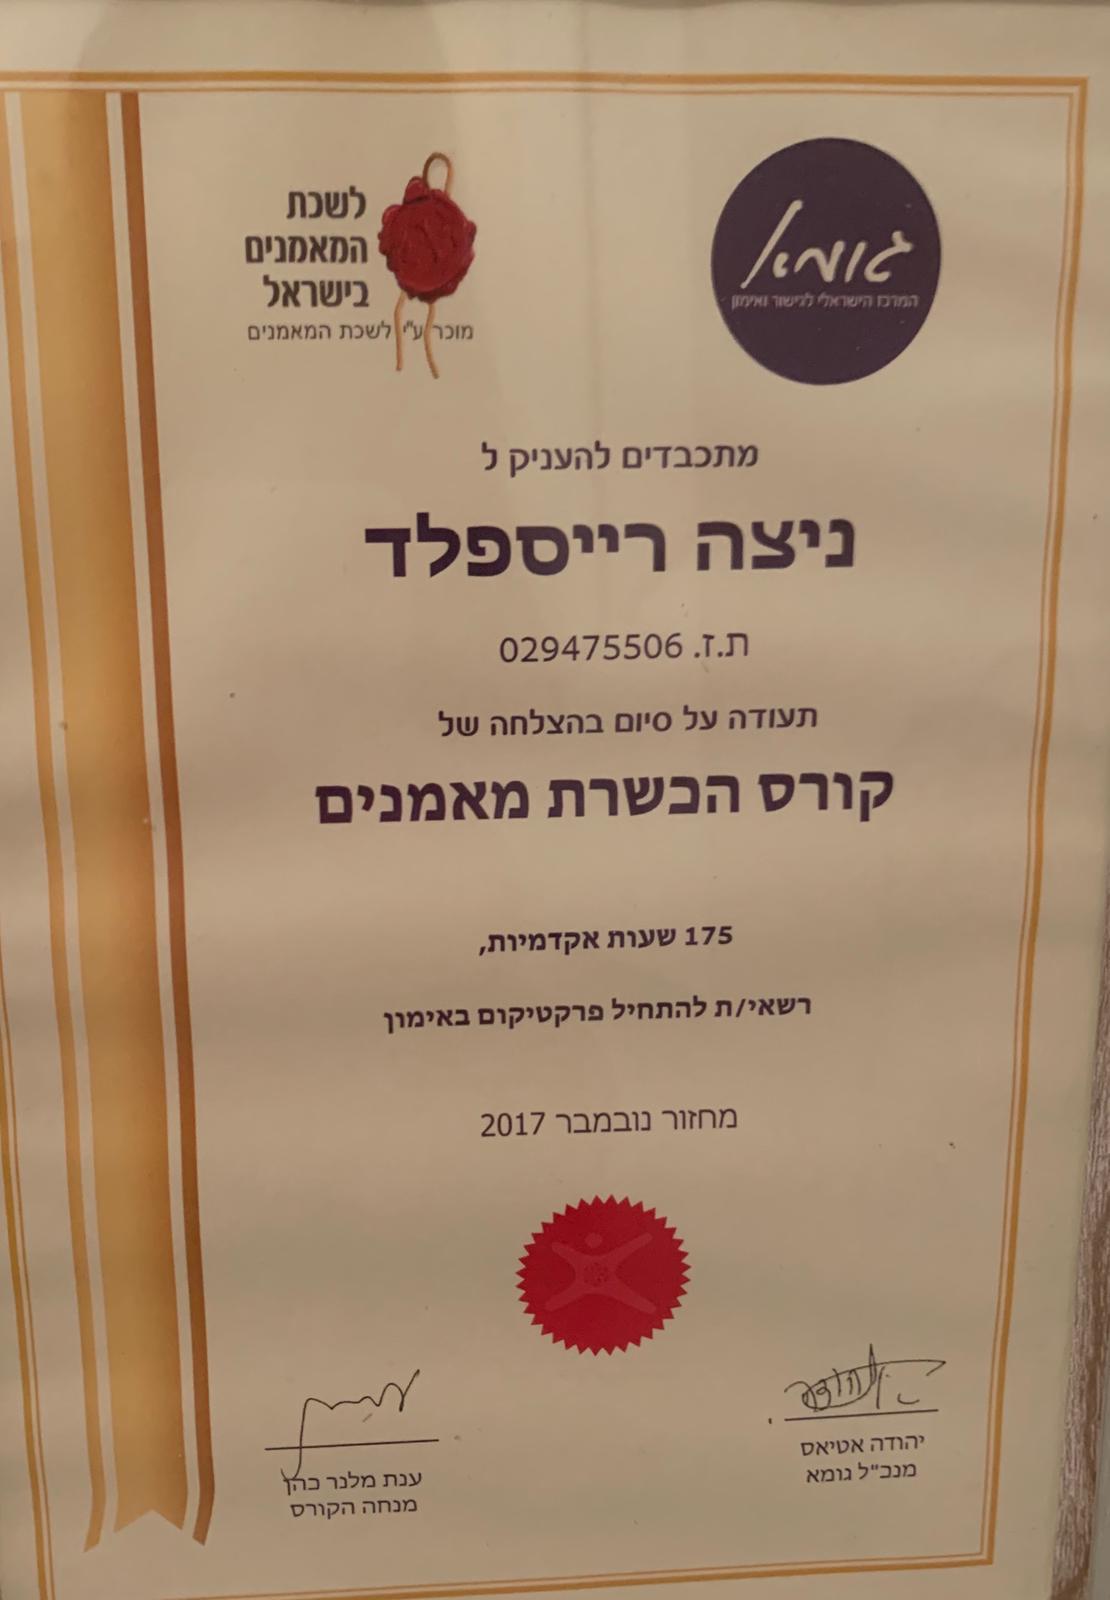 גומא
המרכז הישראלי לגישור ואימון
לשכת
המאמנים
בישראל
מוכר ע"י לשכת המאמנים
מתכבדים להעניק ל
ניצה רייספלד
ת.ז. 029475506
תעודה על סיום בהצלחה של
קורס הכשרת מאמנים
175 שעות אקדמיות,
רשאי/ת להתחיל פרקטיקום באימון
מחזור נובמבר 2017
יהודה אטיאס
מנכ"ל גומא
ענת מלנר כהן
מנחה הקורס